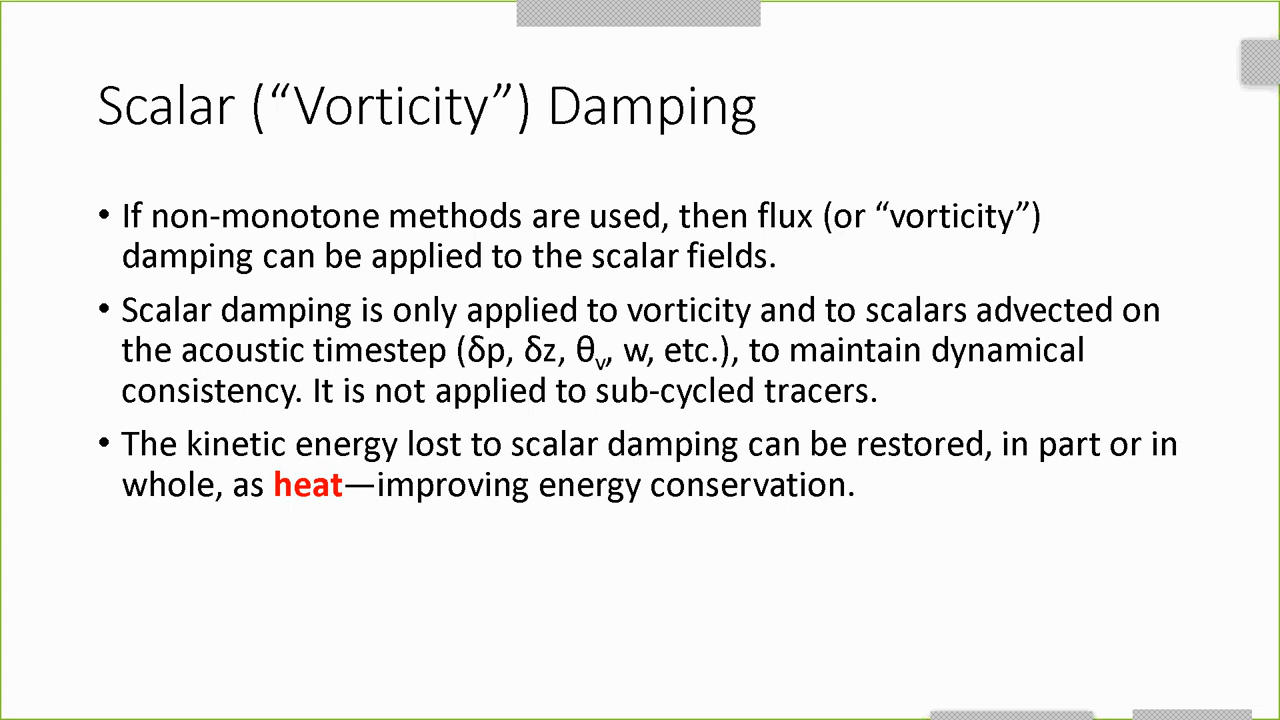 Scalar (“Vorticity”) Damping
• If non-monotone methods are used, then flux (or “vorticity”)
damping can be applied to the scalar fields.
• Scalar damping is only applied to vorticity and to scalars advected on
the acoustic timestep (δp, δz, θv, w, etc.), to maintain dynamical
consistency. It is not applied to sub-cycled tracers.
• The kinetic energy lost to scalar damping can be restored, in part or in
whole, as heat—improving energy conservation.